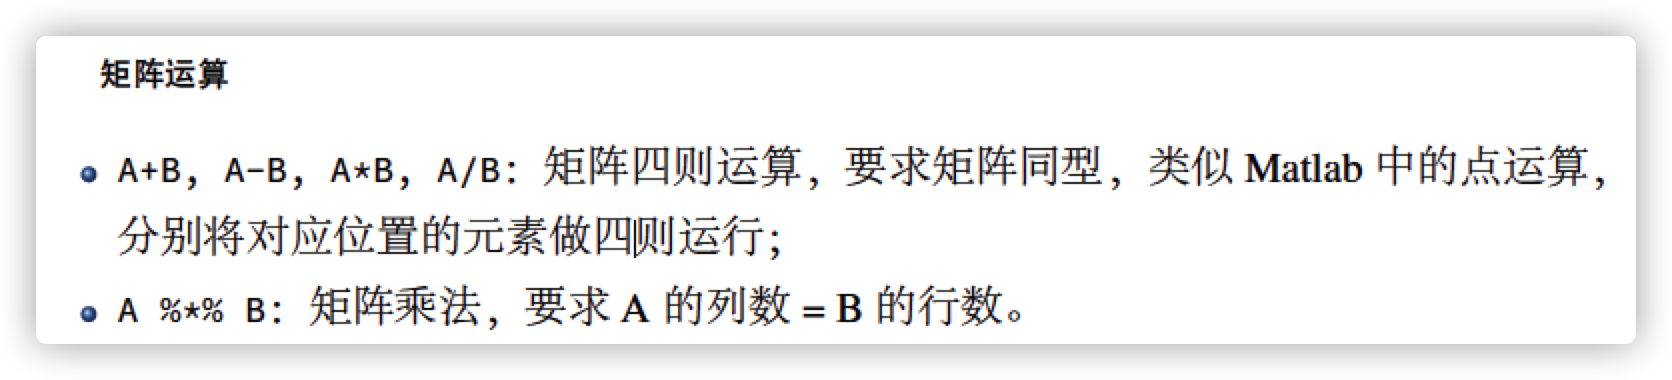 矩阵运算
A+B, A-B, A*B, A/B: 矩阵四则运算，要求矩阵同型，类似 Matlab 中的点运算，
分别将对应位置的元素做四则运行；
A %*% B: 矩阵乘法，要求 A 的列数 = B 的行数。